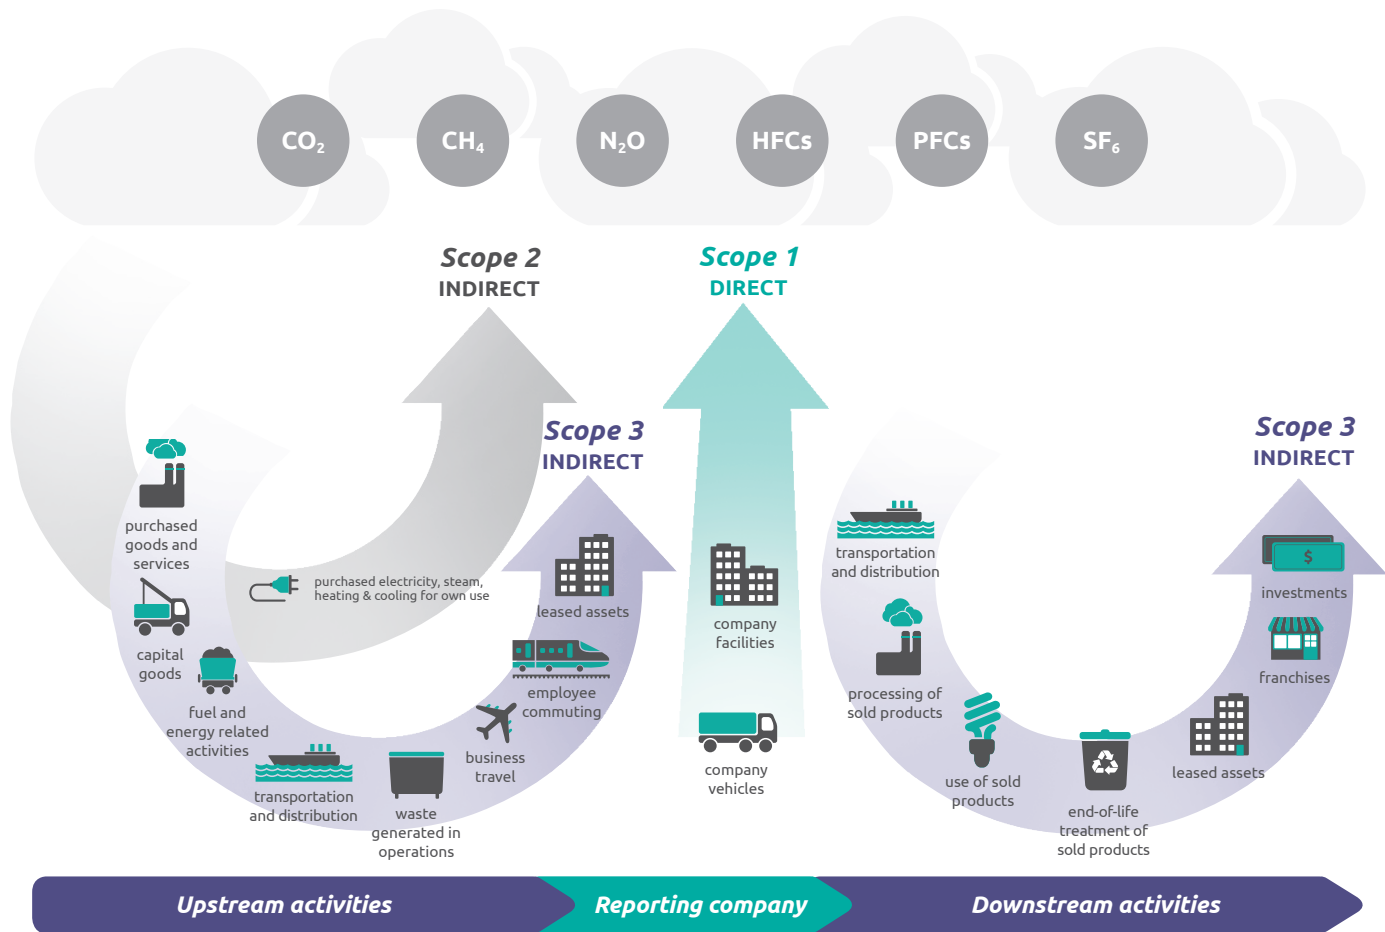 CO₂
CH₄
N₂O
HFCs
PFCs
SF₆
Scope 2
INDIRECT
Scope 1
DIRECT
Scope 3
INDIRECT
Scope 3
INDIRECT
purchased
goods and
services
capital
goods
fuel and
energy related
activities
purchased electricity, steam,
heating & cooling for own use
transportation
and distribution
waste
generated in
operations
business
travel
employee
commuting
leased assets
company
facilities
company
vehicles
transportation
and distribution
processing of
sold products
use of sold
products
end-of-life
treatment of
sold products
leased assets
franchises
$
investments
Upstream activities
Reporting company
Downstream activities